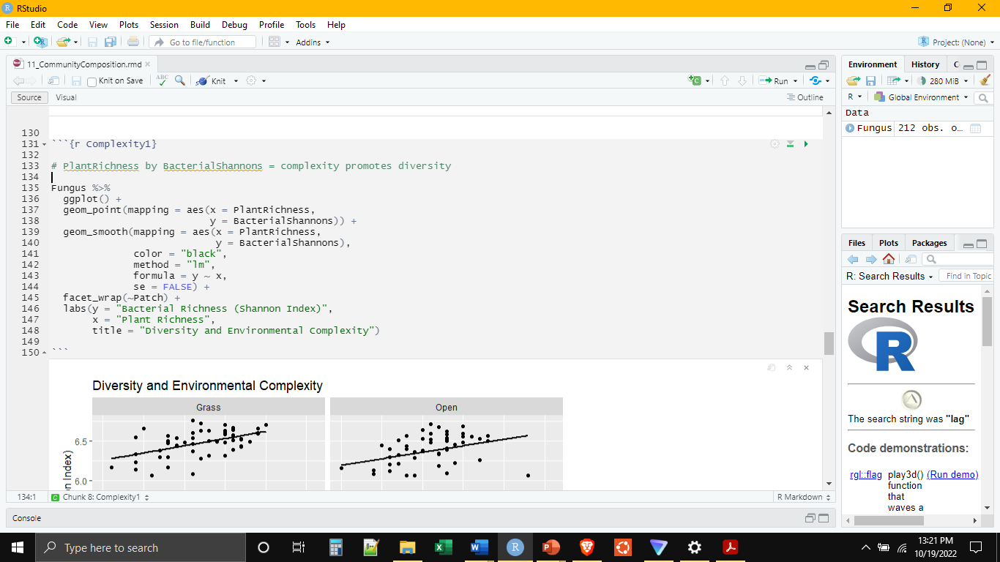 RStudio
File Edit Code View Plots Session Build Debug Profile Tools Help
Go to file/function Addins Project: (None)
11_CommunityComposition.rmd
Knit on Save ABC Knit Run
Source Visual Outline
130
131 ```{r Complexity1}
132
133 # PlantRichness by BacterialShannons = complexity promotes diversity
134
135 Fungus %>%
136 ggplot() +
137 geom_point(mapping = aes(x = PlantRichness,
138 y = BacterialShannons)) +
139 geom_smooth(mapping = aes(x = PlantRichness,
140 y = BacterialShannons),
141 color = "black",
142 method = "lm",
143 formula = y ~ x,
144 se = FALSE) +
145 facet_wrap(~Patch) +
146 labs(y = "Bacterial Richness (Shannon Index)",
147 x = "Plant Richness",
148 title = "Diversity and Environmental Complexity")
149
150 ```
Diversity and Environmental Complexity
Grass Open
6.5
6.0
on Index)
134:1 C Chunk 8: Complexity1 R Markdown
Console
Environment History C
280 MiB
R Global Environment
Data
Fungus 212 obs. o…
Files Plots Packages
R: Search Results Find in Topic
Search Results
R
The search string was "lag"
Code demonstrations:
rgl::flag play3d() (Run demo)
function
that
waves a
Type here to search
13:21 PM
10/19/2022